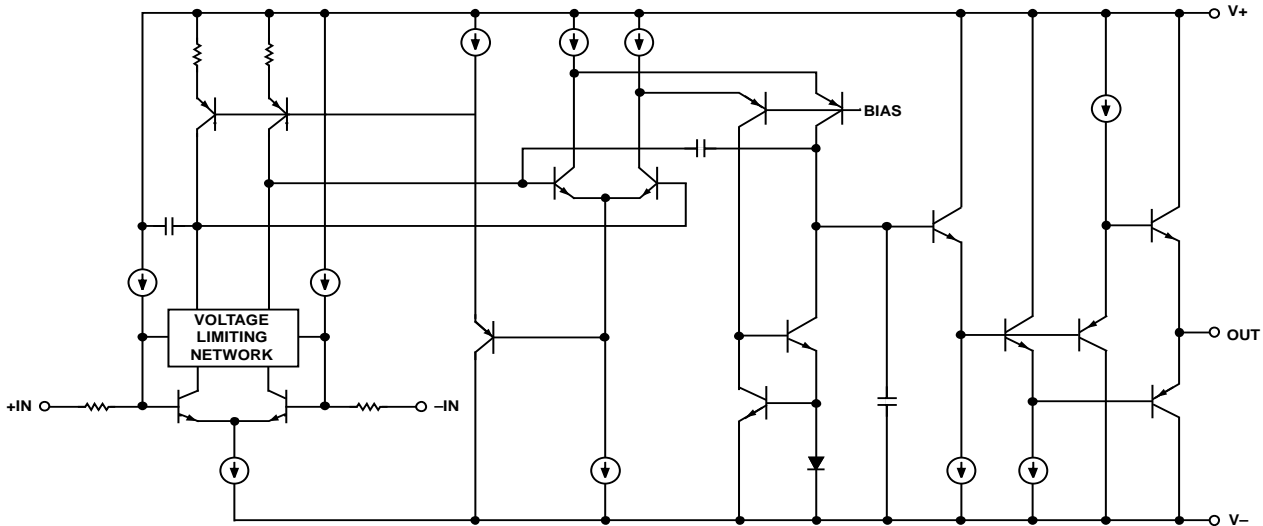 V+
BIAS
VOLTAGE
LIMITING
NETWORK
OUT
+IN
–IN
V–